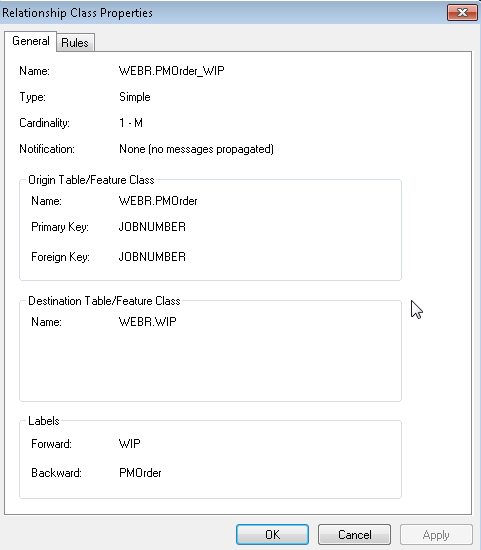 Relationship Class Properties
General Rules
Name: WEBR.PMOrder_WIP
Type: Simple
Cardinality: 1 - M
Notification: None (no messages propagated)
Origin Table/Feature Class
Name: WEBR.PMOrder
Primary Key: JOBNUMBER
Foreign Key: JOBNUMBER
Destination Table/Feature Class
Name: WEBR.WIP
Labels
Forward: WIP
Backward: PMOrder
OK Cancel Apply